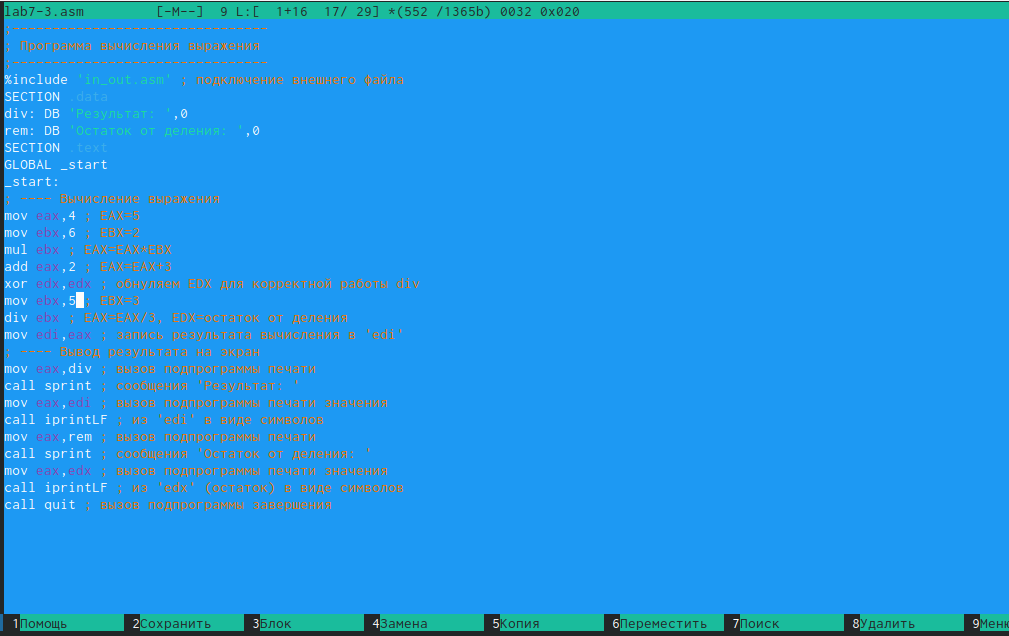 lab7-3.asm [-M--] 9 L:[ 1+16 17/ 29] *(552 /1365b) 0032 0x020
;--------------------------------
; Программа вычисления выражения
;--------------------------------
%include 'in_out.asm' ; подключение внешнего файла
SECTION .data
div: DB 'Результат: ',0
rem: DB 'Остаток от деления: ',0
SECTION .text
GLOBAL _start
_start:
; ---- Вычисление выражения
mov eax,4 ; EAX=5
mov ebx,6 ; EBX=2
mul ebx ; EAX=EAX*EBX
add eax,2 ; EAX=EAX+3
xor edx,edx ; обнуляем EDX для корректной работы div
mov ebx,5 ; EBX=3
div ebx ; EAX=EAX/3, EDX=остаток от деления
mov edi,eax ; запись результата вычисления в 'edi'
; ---- Вывод результата на экран
mov eax,div ; вызов подпрограммы печати
call sprint ; сообщения 'Результат: '
mov eax,edi ; вызов подпрограммы печати значения
call iprintLF ; из 'edi' в виде символов
mov eax,rem ; вызов подпрограммы печати
call sprint ; сообщения 'Остаток от деления: '
mov eax,edx ; вызов подпрограммы печати значения
call iprintLF ; из 'edx' (остаток) в виде символов
call quit ; вызов подпрограммы завершения
1Помощь 2Сохранить 3Блок 4Замена 5Копия 6Переместить 7Поиск 8Удалить 9Меню